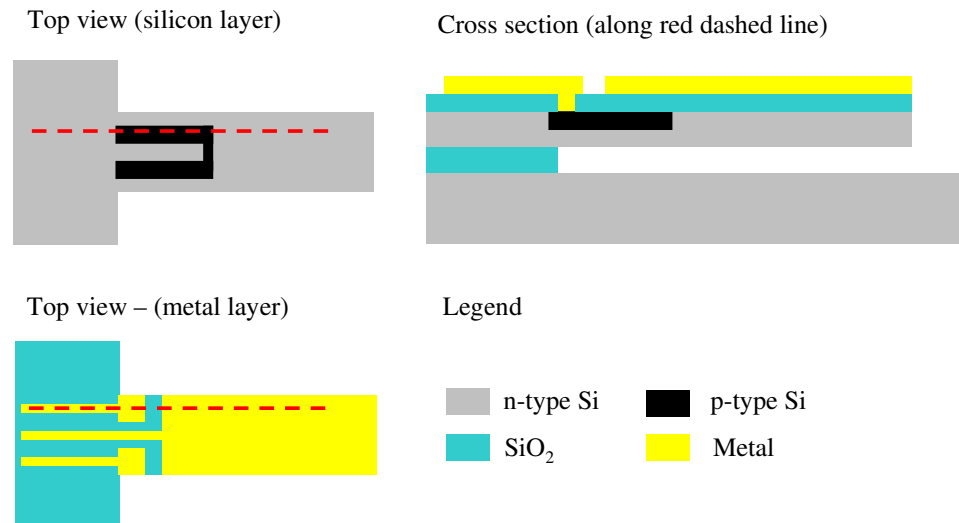 Top view (silicon layer)
Cross section (along red dashed line)
Top view – (metal layer)
Legend
n-type Si
p-type Si
SiO₂
Metal